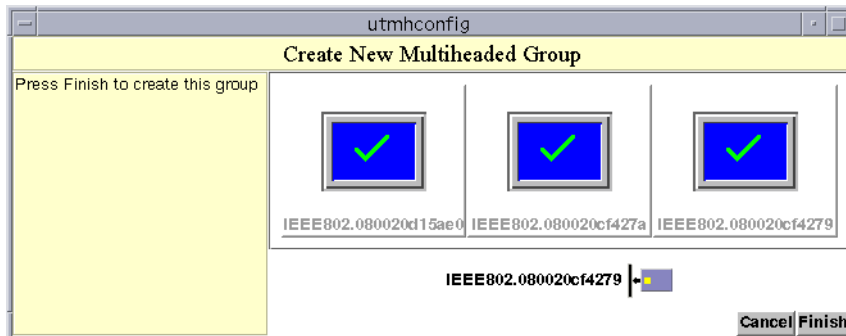 utmhconfig
Create New Multiheaded Group
Press Finish to create this group
IEEE802.080020d15ae0 IEEE802.080020cf427a IEEE802.080020cf4279
IEEE802.080020cf4279
Cancel Finish